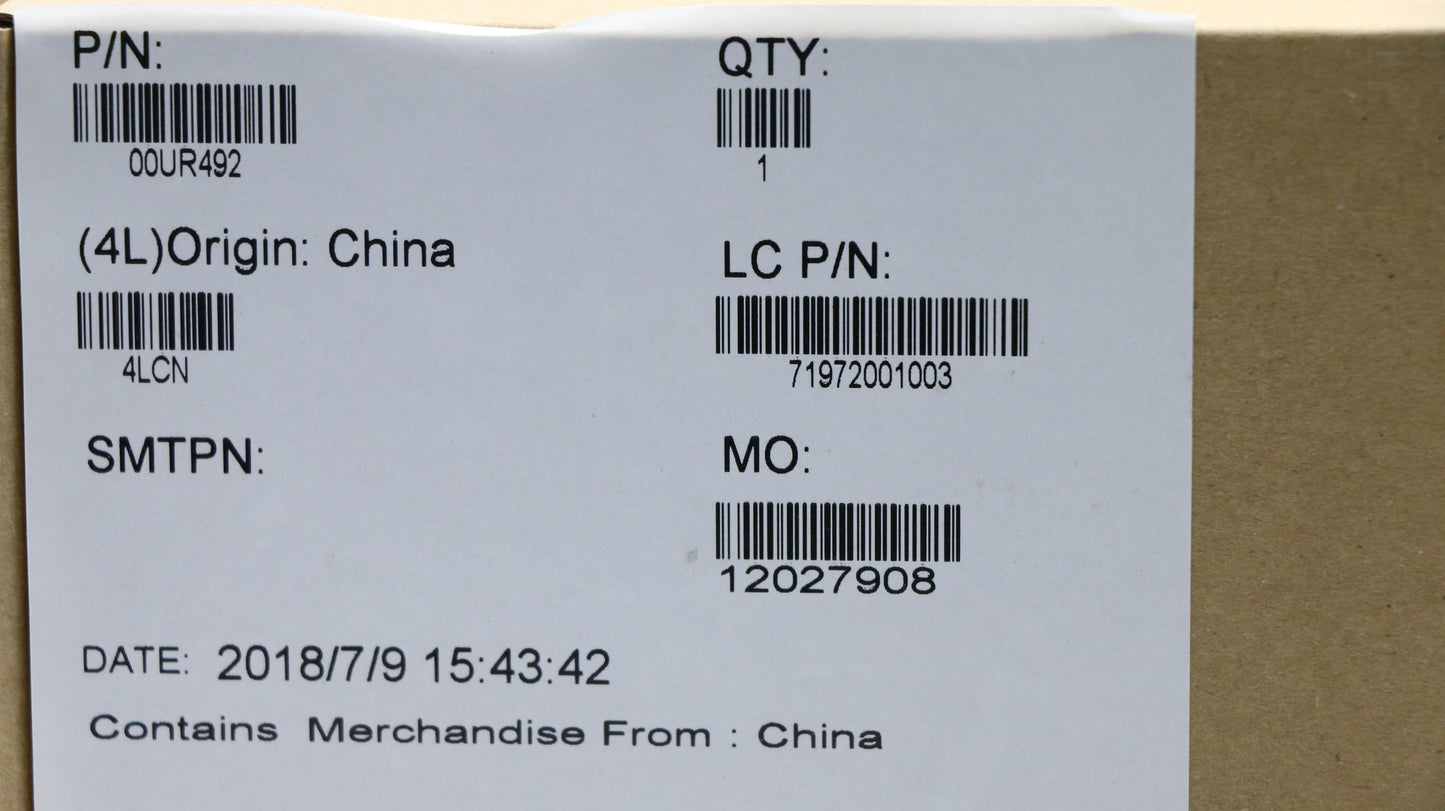 P/N:
QTY:
00UR492
1
(4L)Origin: China
LC P/N:
4LCN
71972001003
SMTPN:
MO:
12027908
DATE: 2018/7/9 15:43:42
Contains Merchandise From : China